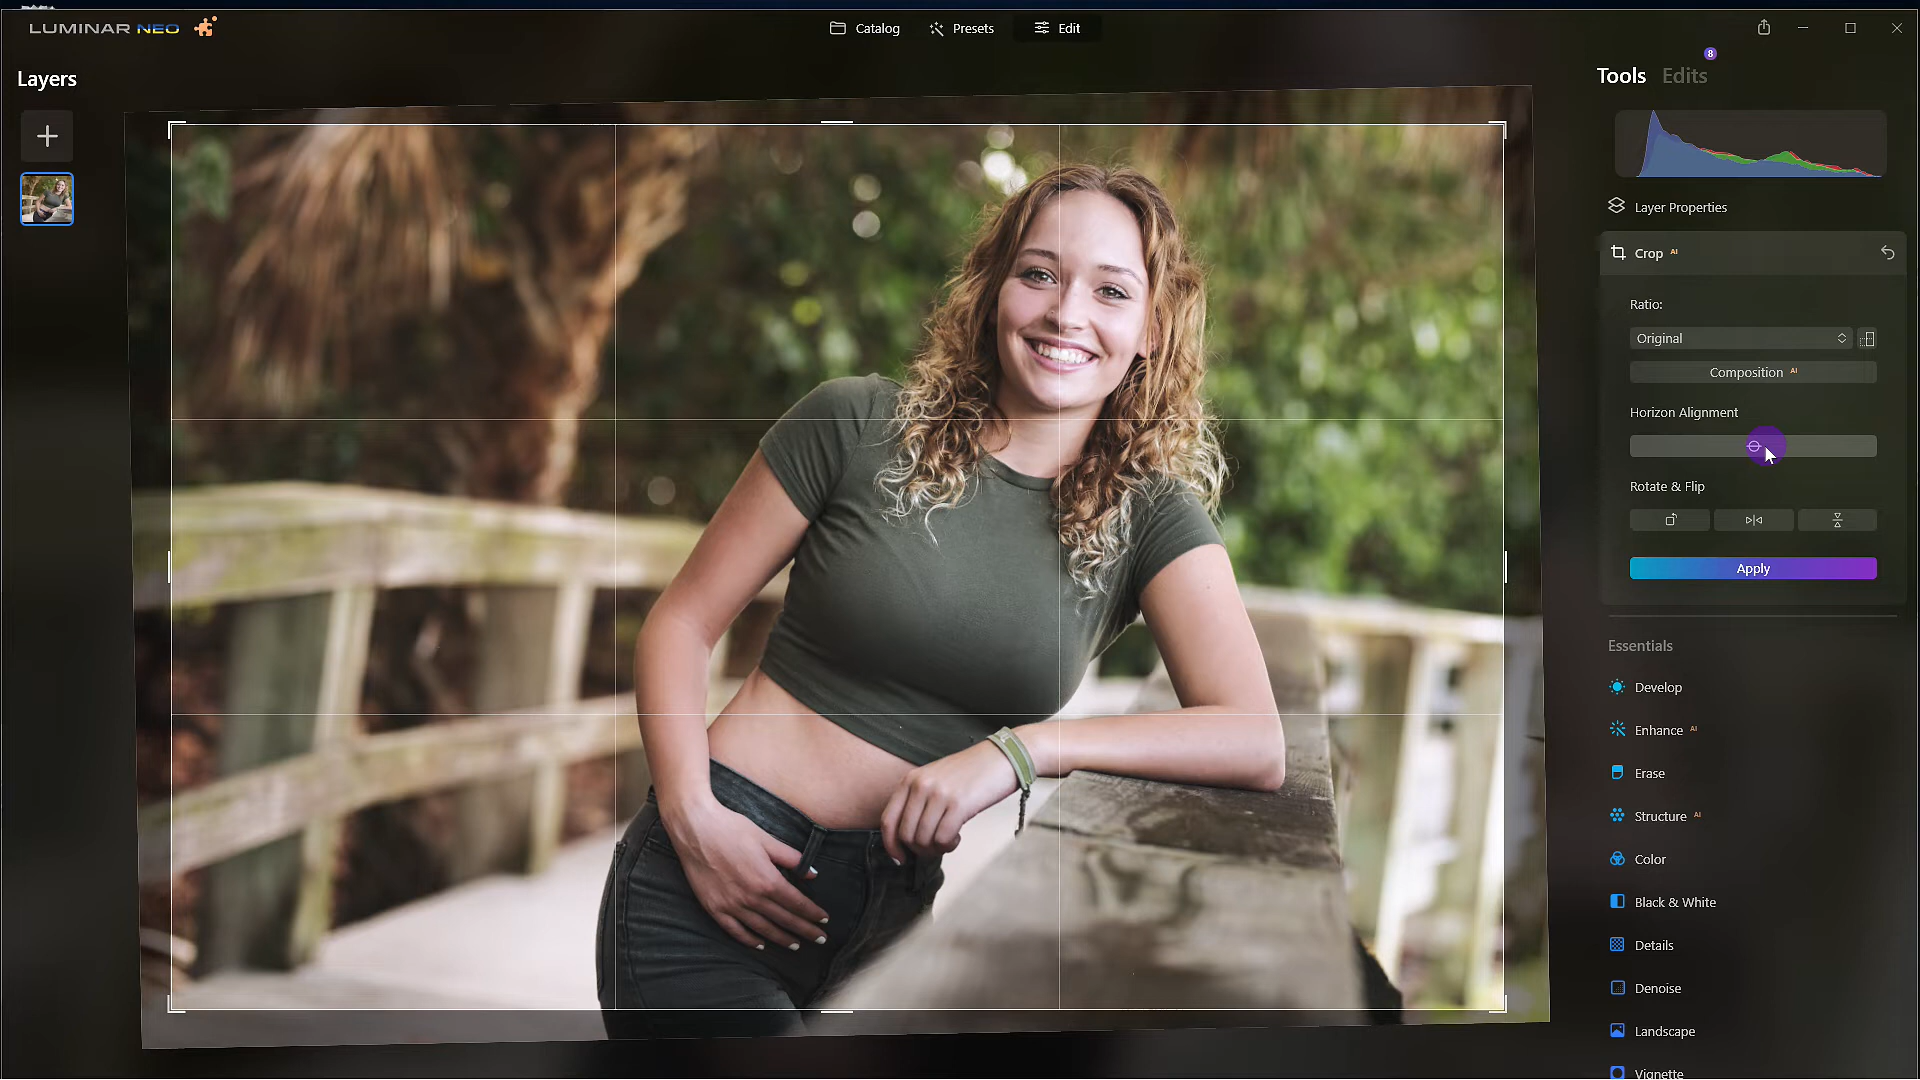 LUMINAR NEO
Catalog
Presets
Edit
Layers
8
Tools
Edits
Layer Properties
Crop AI
Ratio:
Original
Composition AI
Horizon Alignment
Rotate & Flip
Apply
Essentials
Develop
Enhance AI
Erase
Structure AI
Color
Black & White
Details
Denoise
Landscape
Vignette